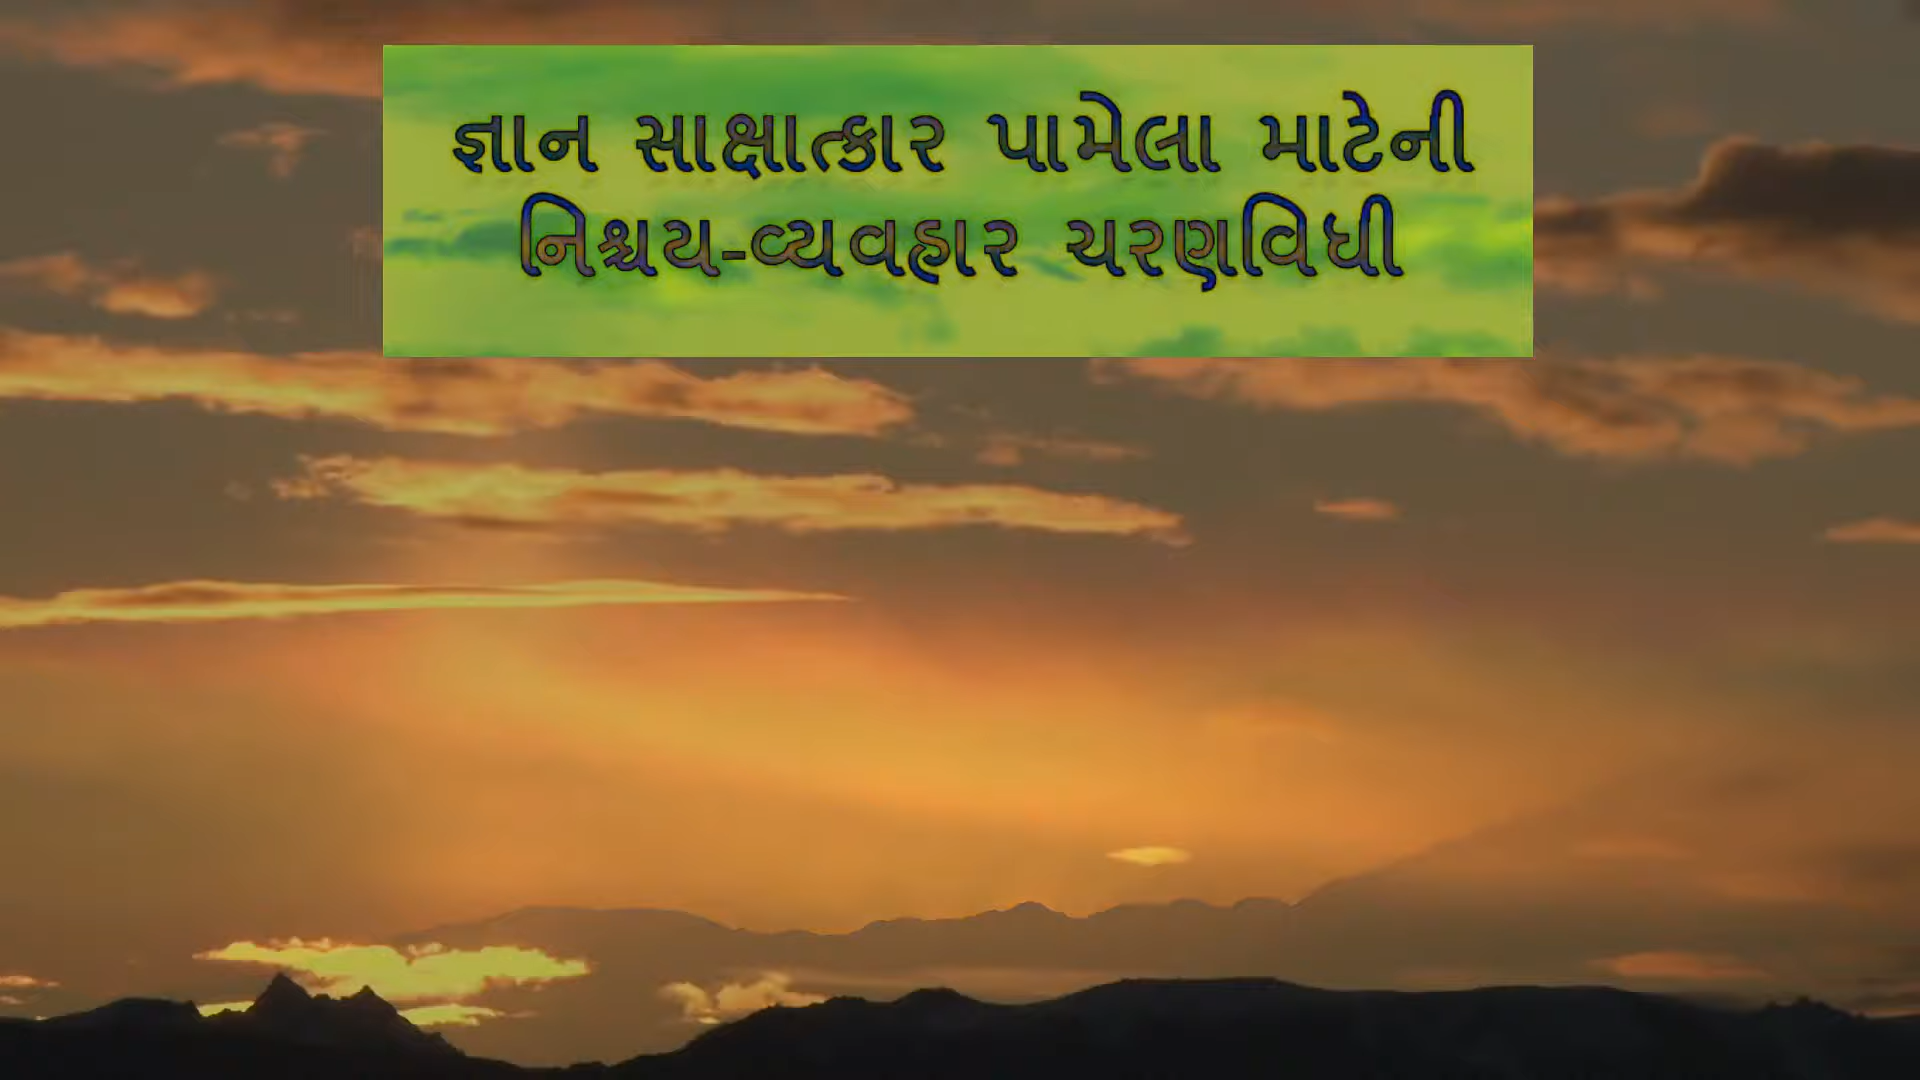 જ્ઞાન સાક્ષાત્કાર પામેલા માટેની
નિશ્ચય-વ્યવહાર ચરણવિધી